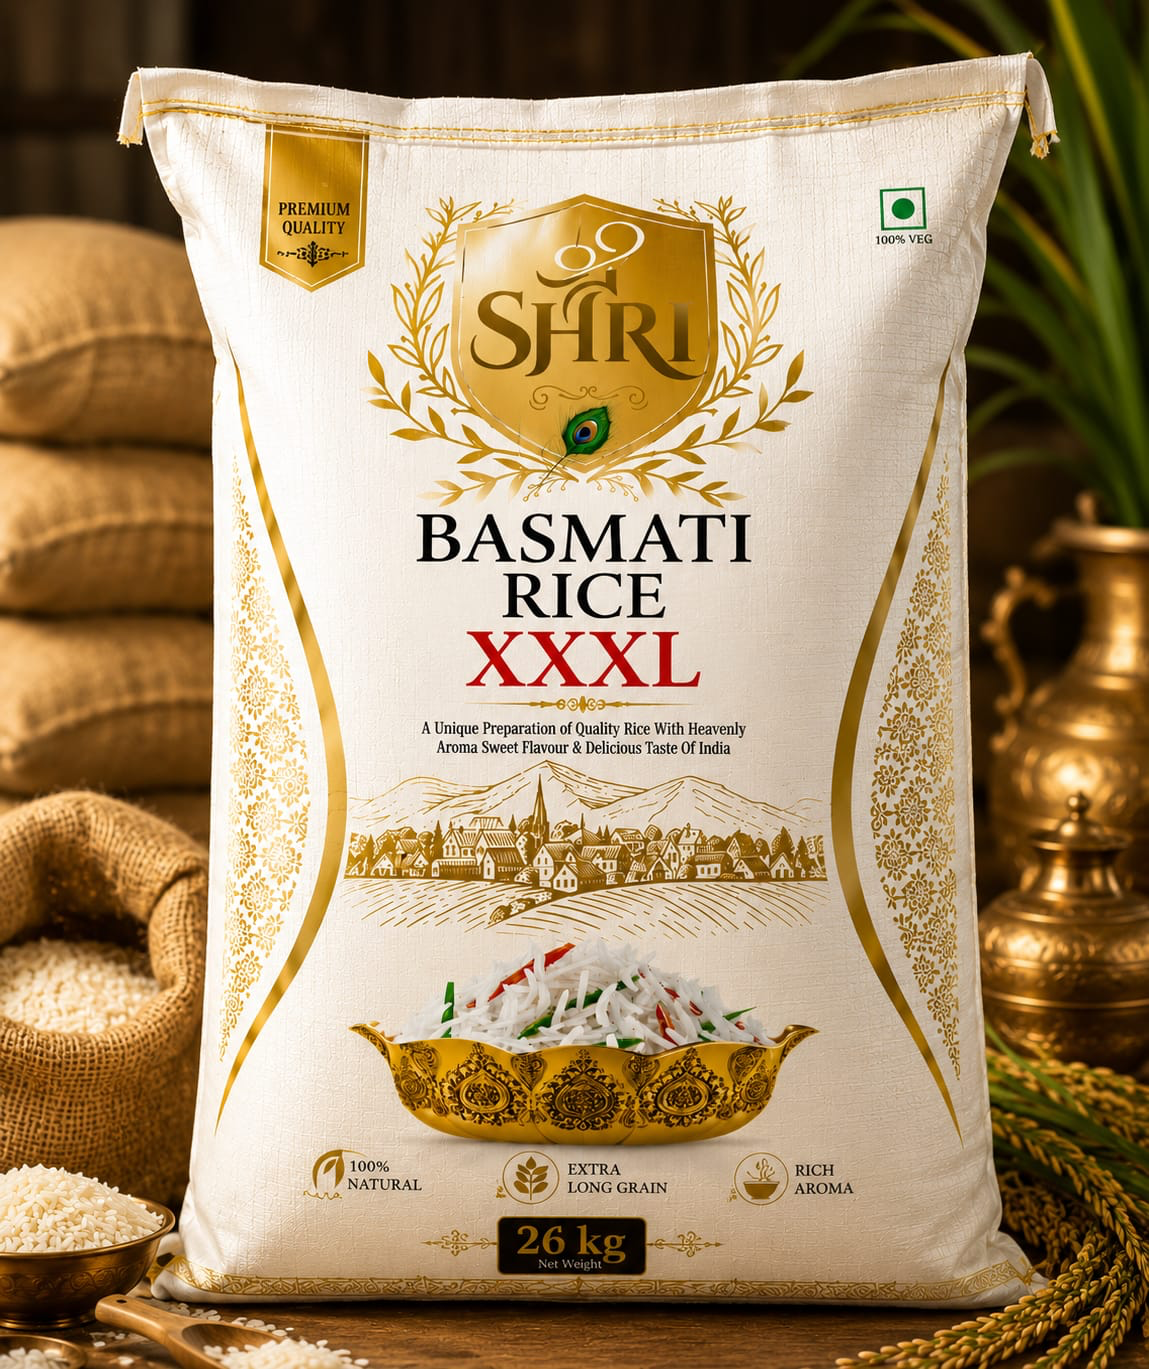 PREMIUM
QUALITY
100% VEG
श्री
SHRI
BASMATI
RICE
XXXL
A Unique Preparation of Quality Rice With Heavenly
Aroma Sweet Flavour & Delicious Taste Of India
100%
NATURAL
EXTRA
LONG GRAIN
RICH
AROMA
26 kg
Net Weight